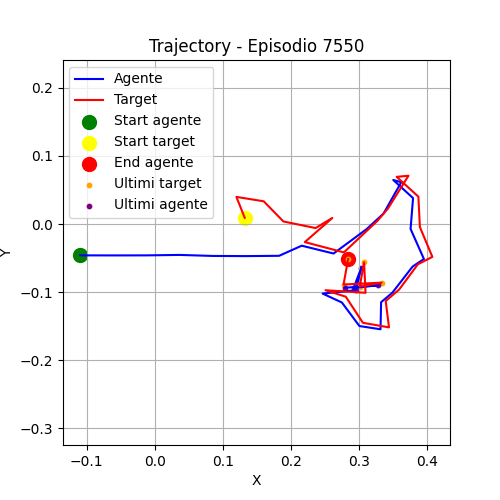 Trajectory - Episodio 7550
Agente
Target
Start agente
Start target
End agente
Ultimi target
Ultimi agente
0.2
0.1
0.0
−0.1
−0.2
−0.3
Y
−0.1
0.0
0.1
0.2
0.3
0.4
X